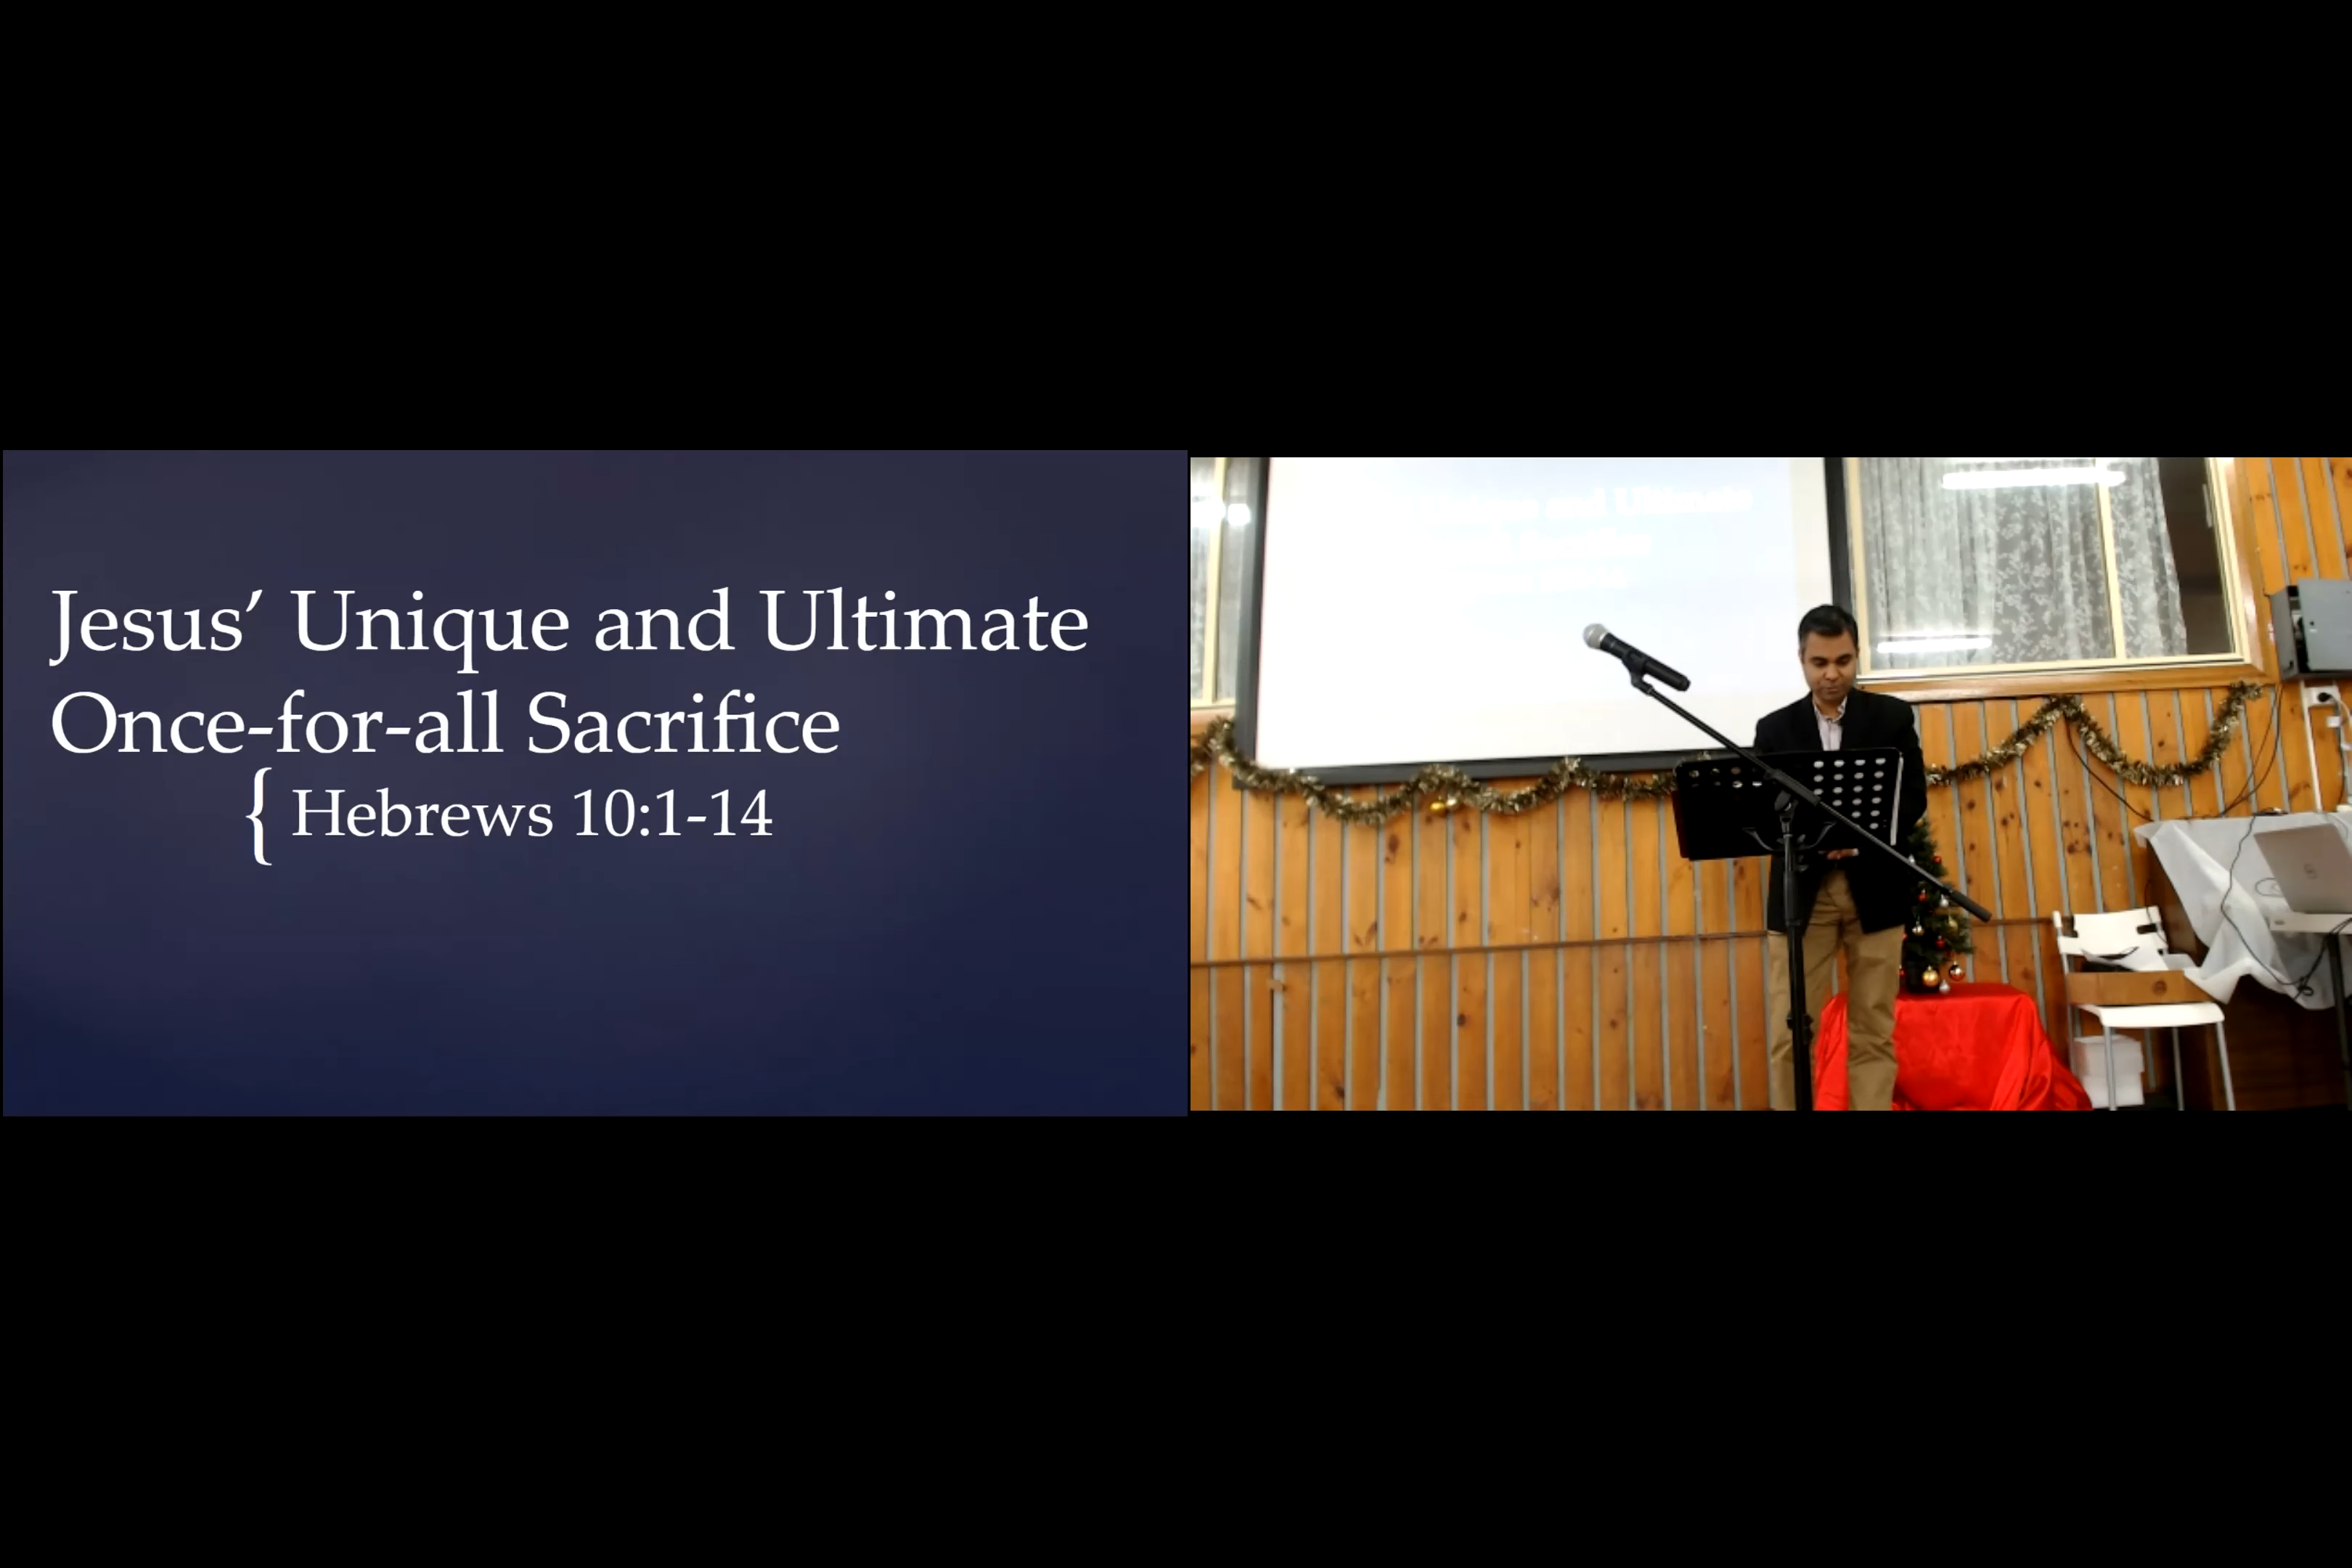 Jesus’ Unique and Ultimate
Once-for-all Sacrifice
{ Hebrews 10:1-14